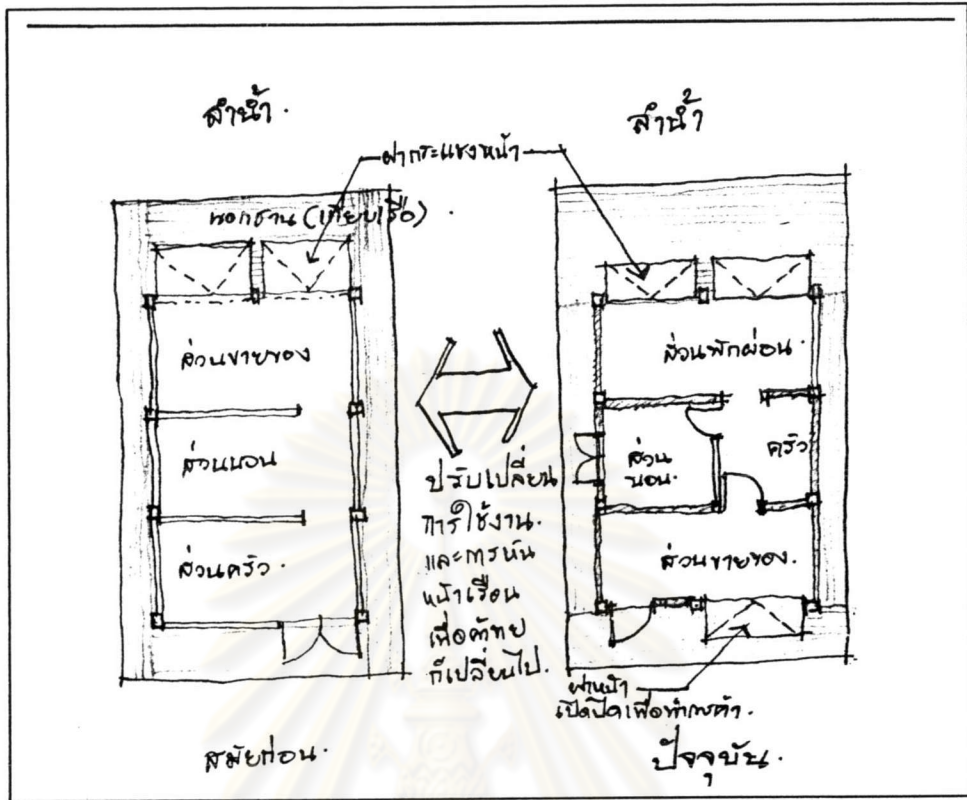 ลำน้ำ.
ลำน้ำ
ฝากระแชงหน้า
นอกชาน (เทียบเรือ).
ส่วนขายของ
ส่วนนอน
ส่วนครัว.
ปรับเปลี่ยน
การใช้งาน.
และการหัน
หน้าเรือน
เพื่อค้าขาย
ก็เปลี่ยนไป.
ส่วนพักผ่อน.
ส่วน
นอน.
ครัว
ส่วนขายของ.
ฝาหน้า
เปิดปิดเพื่อทำการค้า.
สมัยก่อน.
ปัจจุบัน.